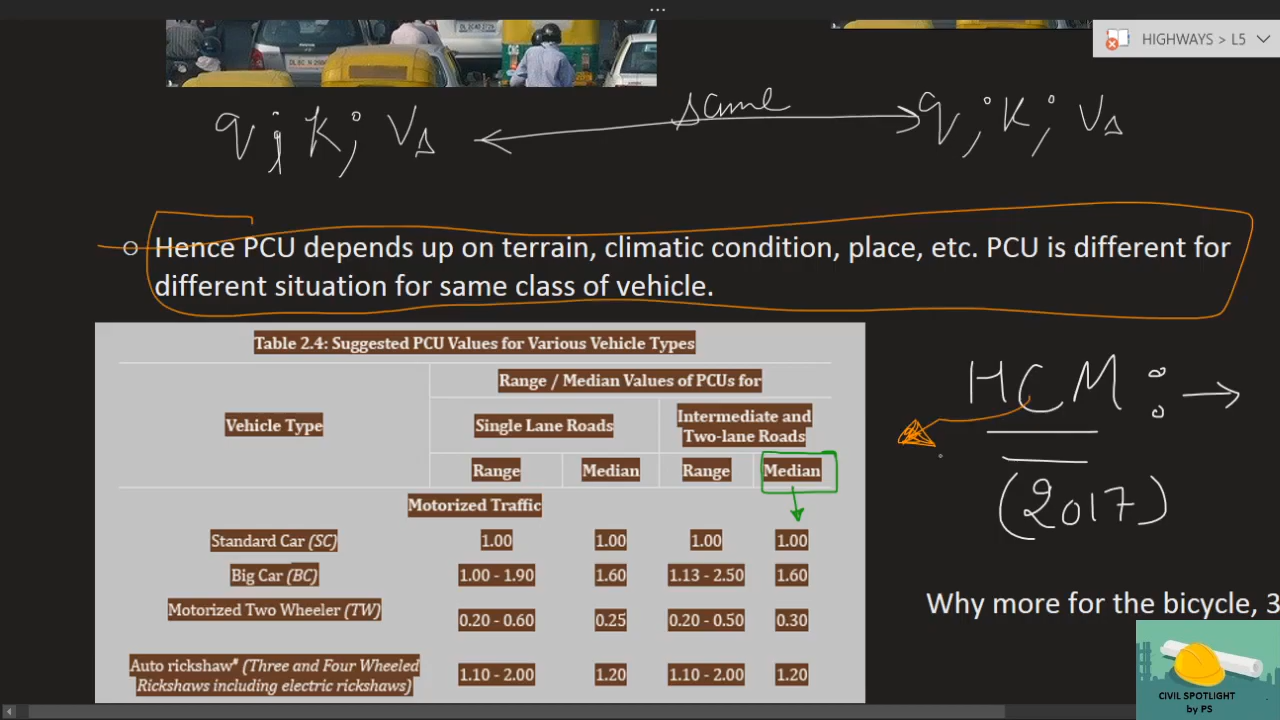 HIGHWAYS > L5
q ; k ; Vs
same
q ; k ; Vs
Hence PCU depends up on terrain, climatic condition, place, etc. PCU is different for
different situation for same class of vehicle.
Table 2.4: Suggested PCU Values for Various Vehicle Types
Vehicle Type
Range / Median Values of PCUs for
Single Lane Roads
Intermediate and
Two-lane Roads
Range Median Range Median
Motorized Traffic
Standard Car (SC) 1.00 1.00 1.00 1.00
Big Car (BC) 1.00 - 1.90 1.60 1.13 - 2.50 1.60
Motorized Two Wheeler (TW) 0.20 - 0.60 0.25 0.20 - 0.50 0.30
Auto rickshaw* (Three and Four Wheeled
Rickshaws including electric rickshaws) 1.10 - 2.00 1.20 1.10 - 2.00 1.20
HCM : →
(2017)
Why more for the bicycle, 3
CIVIL SPOTLIGHT
by PS